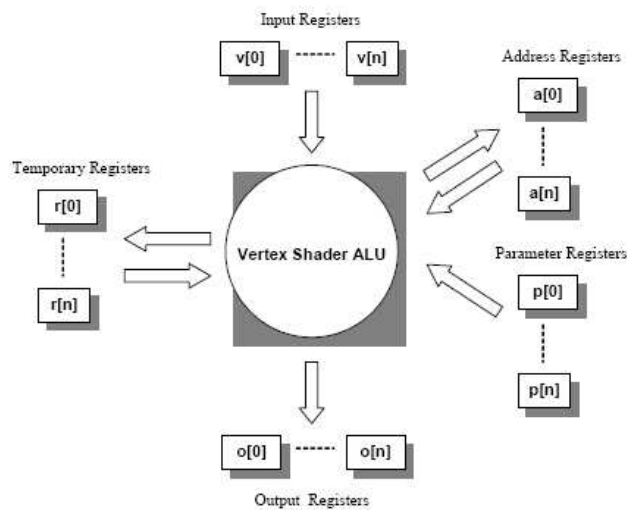 Input Registers
v[0] v[n]
Address Registers
a[0]
a[n]
Temporary Registers
r[0]
r[n]
Vertex Shader ALU
Parameter Registers
p[0]
p[n]
o[0] o[n]
Output Registers